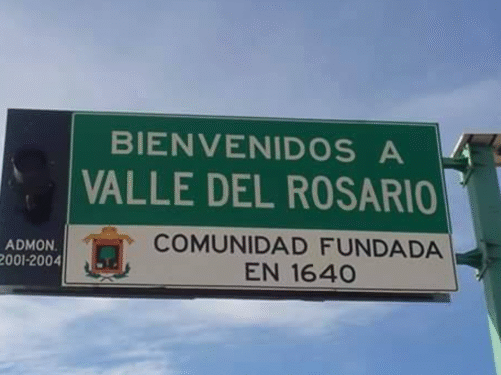 BIENVENIDOS A
VALLE DEL ROSARIO
COMUNIDAD FUNDADA
EN 1640
ADMON.
2001-2004